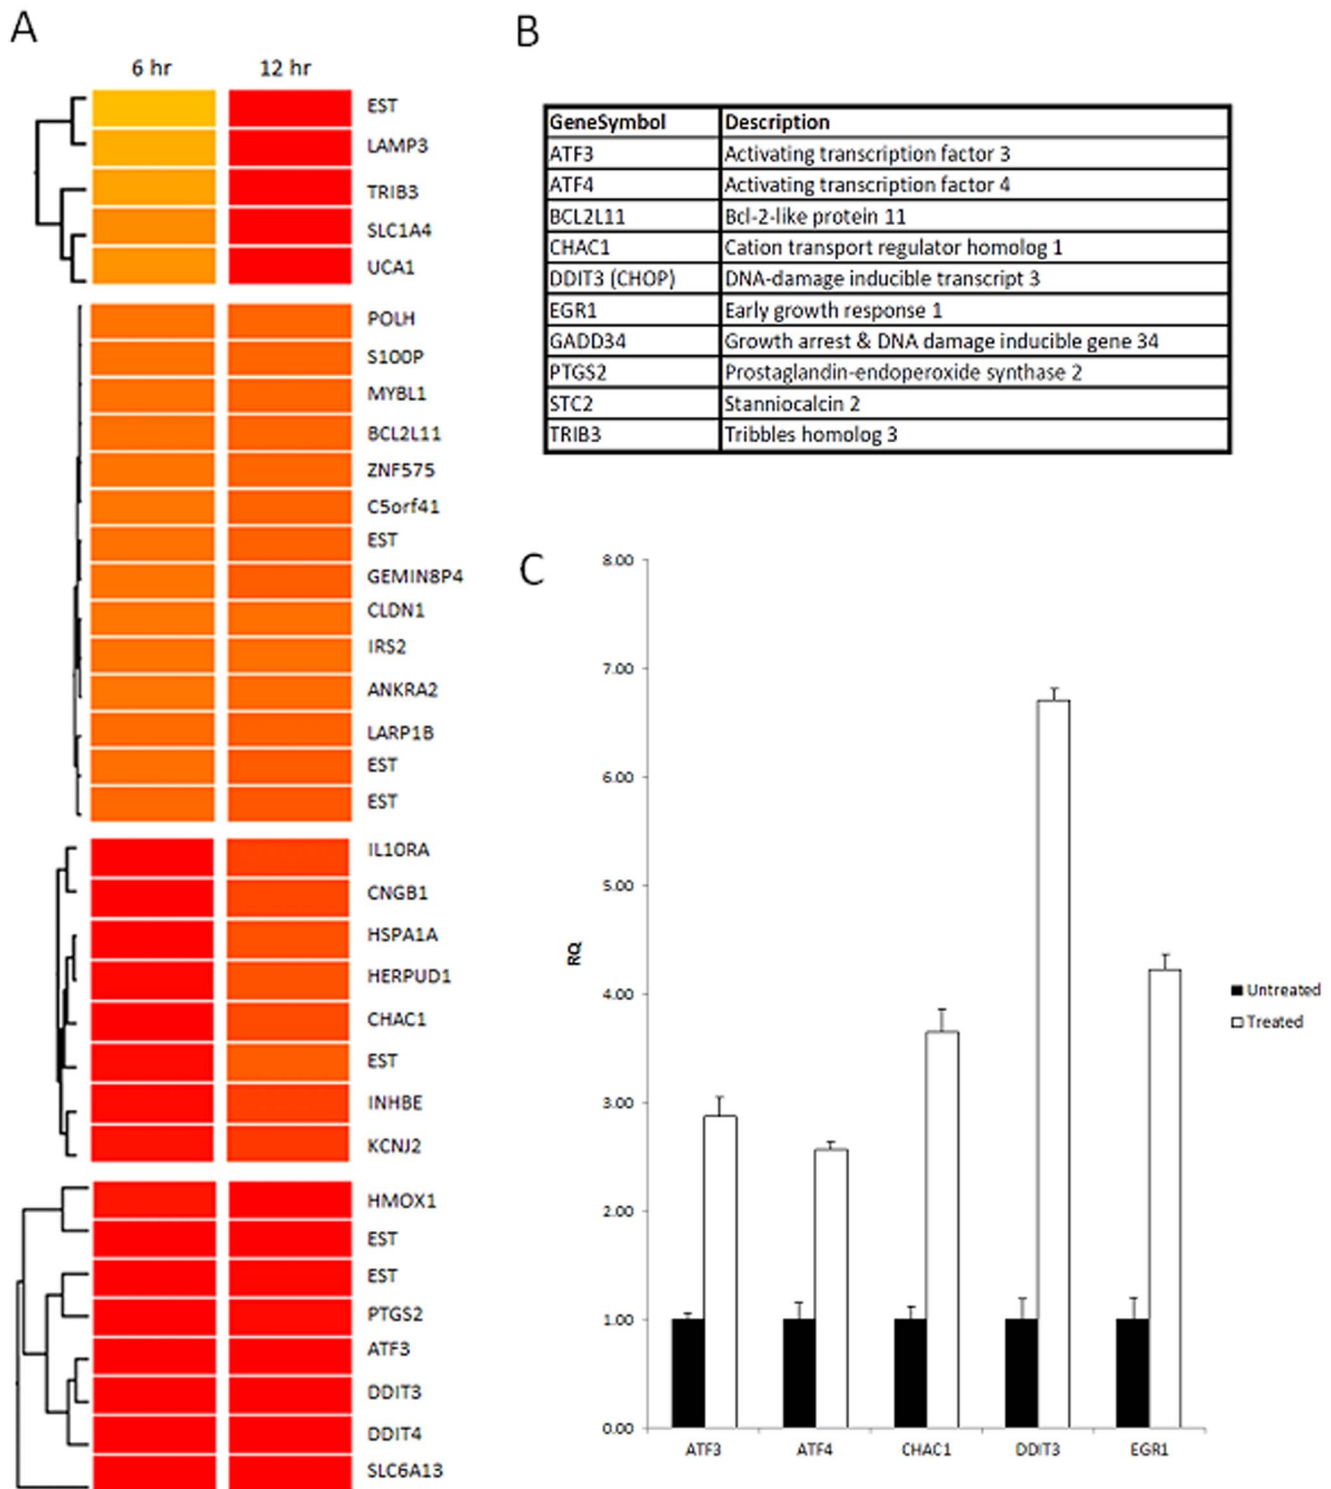 A
6 hr 12 hr
EST
LAMP3
TRIB3
SLC1A4
UCA1
POLH
S100P
MYBL1
BCL2L11
ZNF575
C5orf41
EST
GEMIN8P4
CLDN1
IRS2
ANKRA2
LARP1B
EST
EST
IL10RA
CNGB1
HSPA1A
HERPUD1
CHAC1
EST
INHBE
KCNJ2
HMOX1
EST
EST
PTGS2
ATF3
DDIT3
DDIT4
SLC6A13
B
GeneSymbol Description
ATF3 Activating transcription factor 3
ATF4 Activating transcription factor 4
BCL2L11 Bcl-2-like protein 11
CHAC1 Cation transport regulator homolog 1
DDIT3 (CHOP) DNA-damage inducible transcript 3
EGR1 Early growth response 1
GADD34 Growth arrest & DNA damage inducible gene 34
PTGS2 Prostaglandin-endoperoxide synthase 2
STC2 Stanniocalcin 2
TRIB3 Tribbles homolog 3
C
8.00
7.00
6.00
5.00
4.00
3.00
2.00
1.00
0.00
RQ
ATF3 ATF4 CHAC1 DDIT3 EGR1
Untreated
Treated